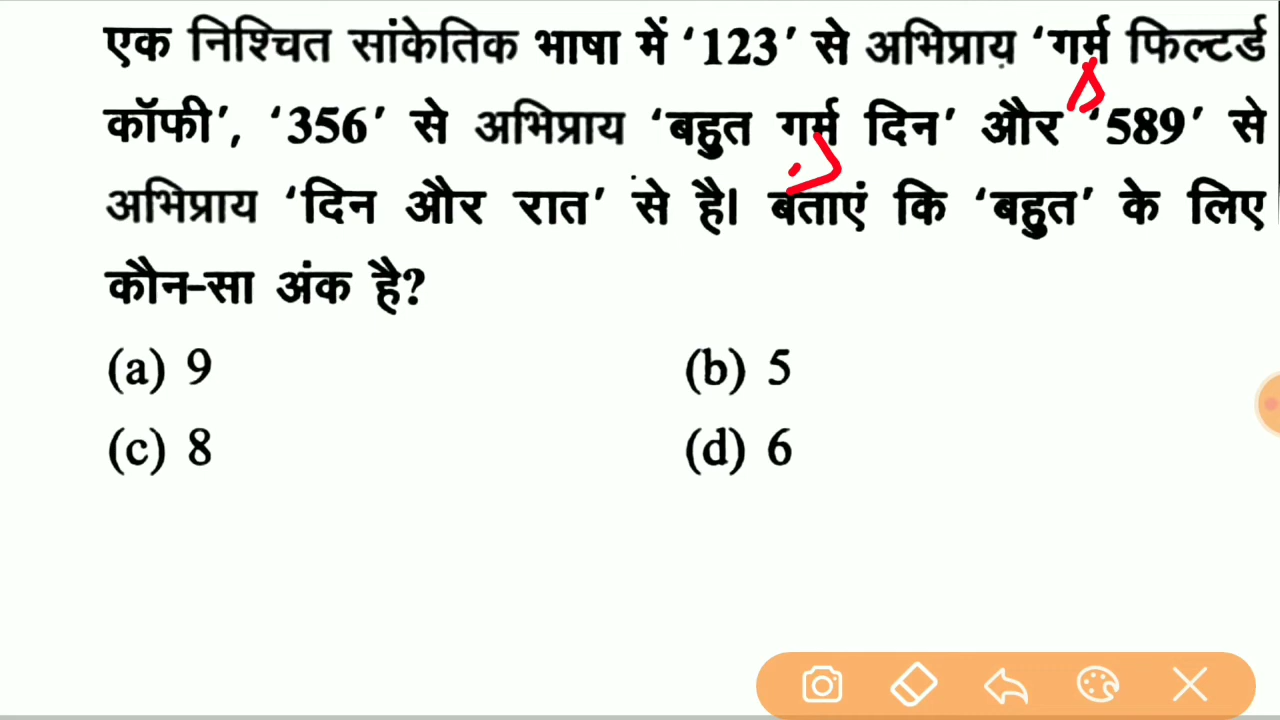 एक निश्चित सांकेतिक भाषा में ‘123’ से अभिप्राय ‘गर्म फिल्टर्ड
कॉफी’, ‘356’ से अभिप्राय ‘बहुत गर्म दिन’ और ‘589’ से
अभिप्राय ‘दिन और रात’ से है। बताएं कि ‘बहुत’ के लिए
कौन-सा अंक है?
(a) 9 (b) 5
(c) 8 (d) 6